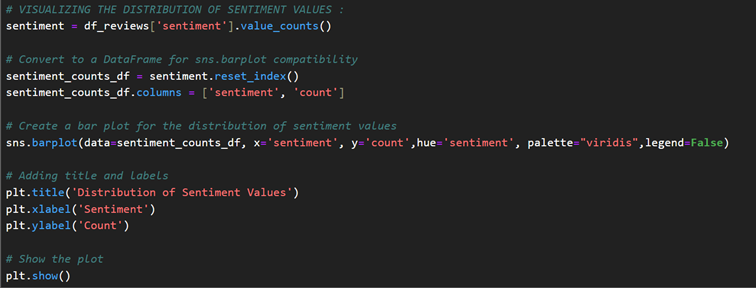 # VISUALIZING THE DISTRIBUTION OF SENTIMENT VALUES :
sentiment = df_reviews['sentiment'].value_counts()
# Convert to a DataFrame for sns.barplot compatibility
sentiment_counts_df = sentiment.reset_index()
sentiment_counts_df.columns = ['sentiment', 'count']
# Create a bar plot for the distribution of sentiment values
sns.barplot(data=sentiment_counts_df, x='sentiment', y='count',hue='sentiment', palette="viridis",legend=False)
# Adding title and labels
plt.title('Distribution of Sentiment Values')
plt.xlabel('Sentiment')
plt.ylabel('Count')
# Show the plot
plt.show()